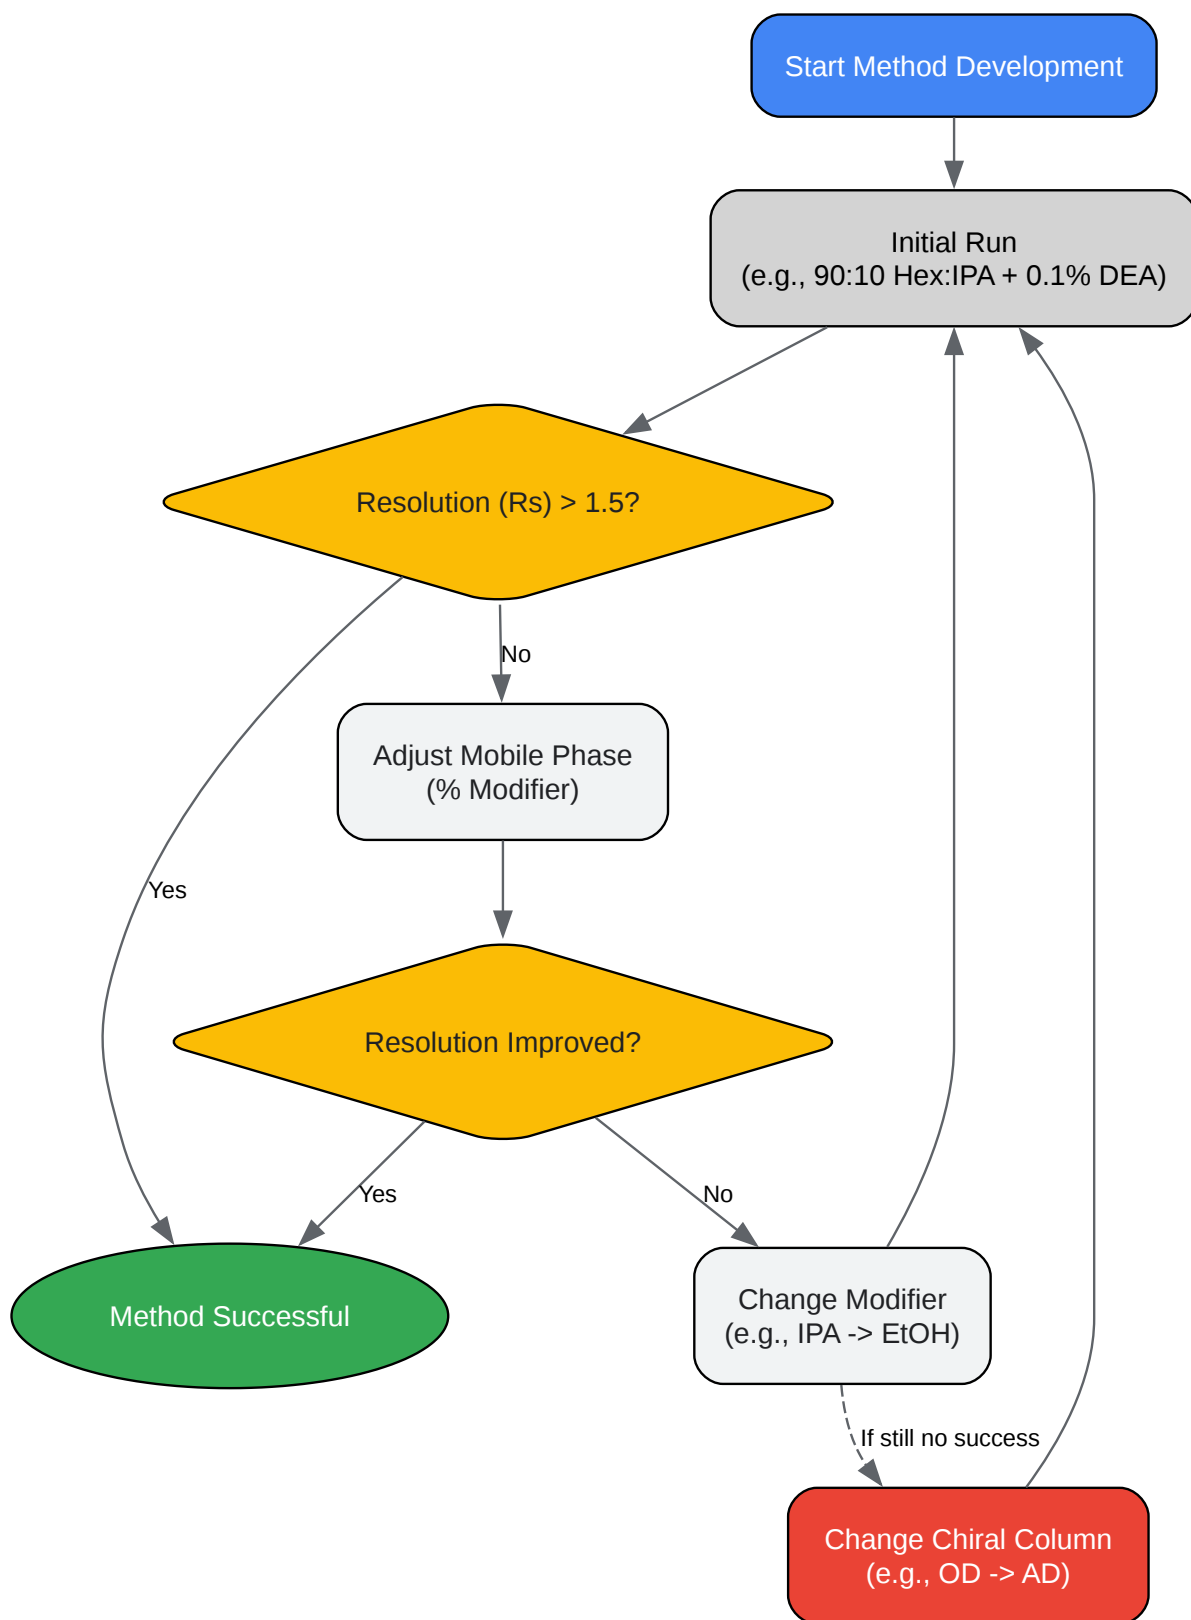 Start Method Development
Initial Run
(e.g., 90:10 Hex:IPA + 0.1% DEA)
Resolution (Rs) > 1.5?
No
Adjust Mobile Phase
(% Modifier)
Yes
Resolution Improved?
Yes
No
Method Successful
Change Modifier
(e.g., IPA -> EtOH)
If still no success
Change Chiral Column
(e.g., OD -> AD)